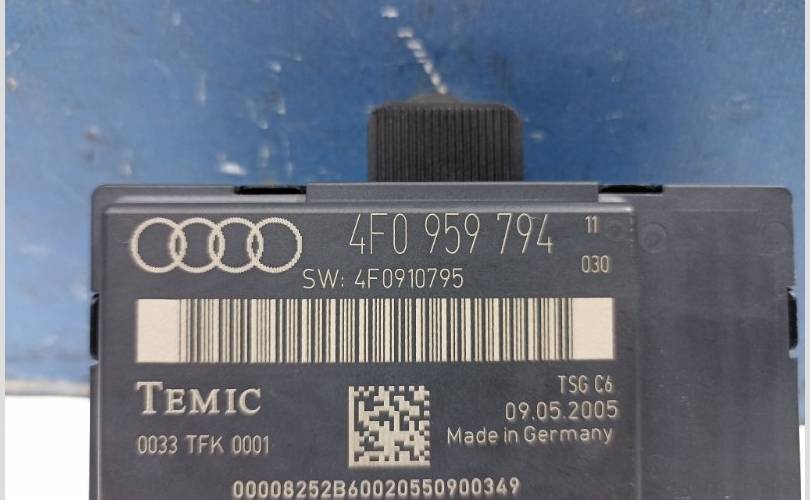 4F0 959 794 11
030
SW: 4F0910795
TEMIC
TSG C6
09.05.2005
0033 TFK 0001
Made in Germany
00008252B60020550900349